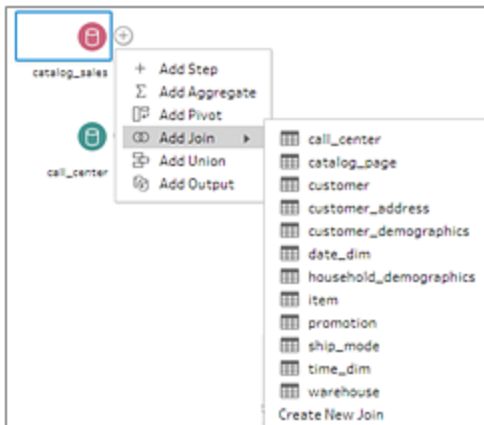 catalog_sales
call_center
Add Step
Add Aggregate
Add Pivot
Add Join
Add Union
Add Output
call_center
catalog_page
customer
customer_address
customer_demographics
date_dim
household_demographics
item
promotion
ship_mode
time_dim
warehouse
Create New Join